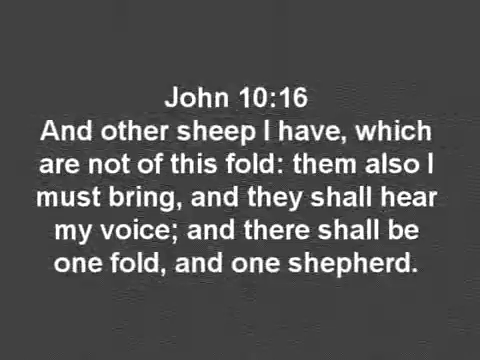 John 10:16
And other sheep I have, which
are not of this fold: them also I
must bring, and they shall hear
my voice; and there shall be
one fold, and one shepherd.